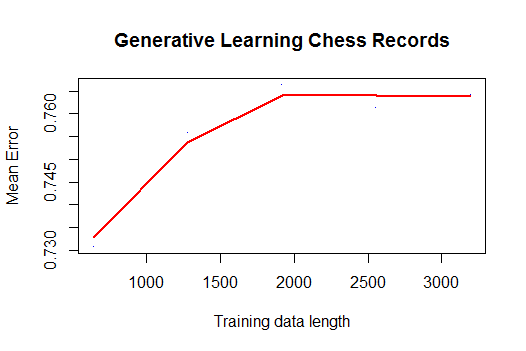 Generative Learning Chess Records
Mean Error
0.760
0.745
0.730
1000 1500 2000 2500 3000
Training data length